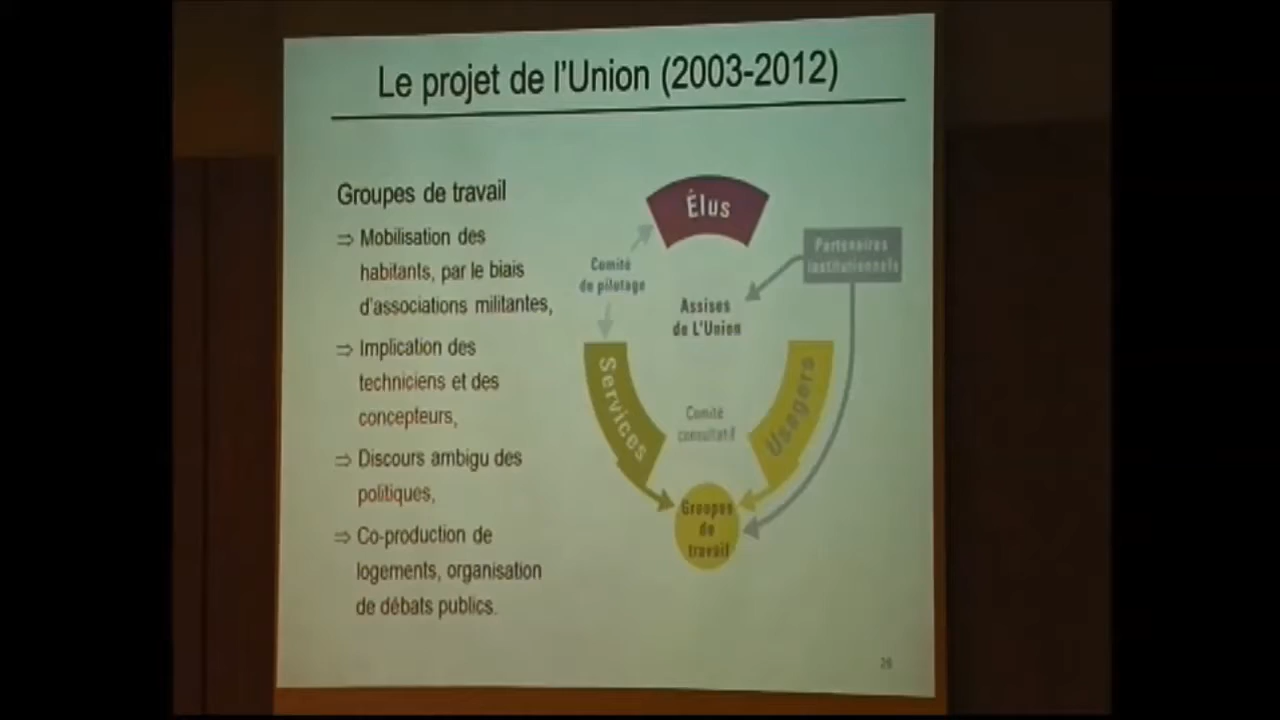 Le projet de l'Union (2003-2012)
Groupes de travail
⇒ Mobilisation des
habitants, par le biais
d'associations militantes,
⇒ Implication des
techniciens et des
concepteurs,
⇒ Discours ambigu des
politiques,
⇒ Co-production de
logements, organisation
de débats publics.
Élus
Partenaires
institutionnels
Comité
de pilotage
Assises
de L'Union
Services
Usagers
Comité
consultatif
Groupes
de
travail
26